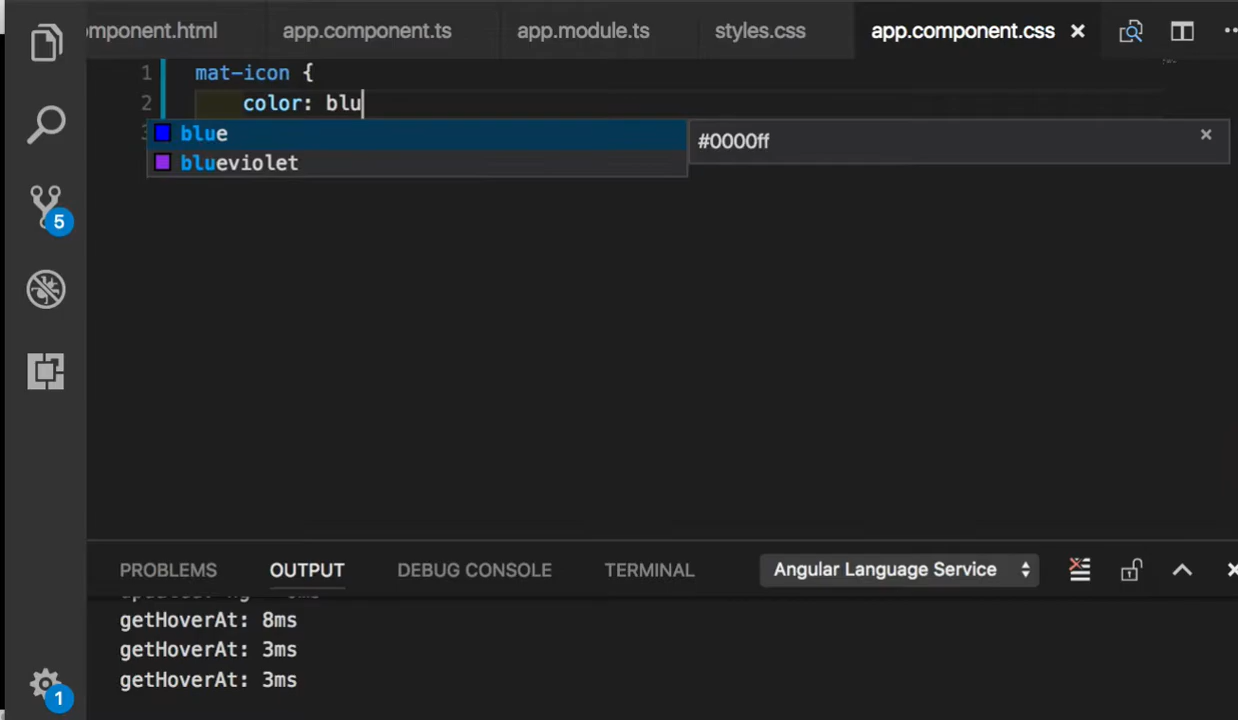 omponent.html app.component.ts app.module.ts styles.css app.component.css
1 mat-icon {
2 color: blu
blue #0000ff
blueviolet
5
PROBLEMS OUTPUT DEBUG CONSOLE TERMINAL Angular Language Service
getHoverAt: 8ms
getHoverAt: 3ms
getHoverAt: 3ms
1